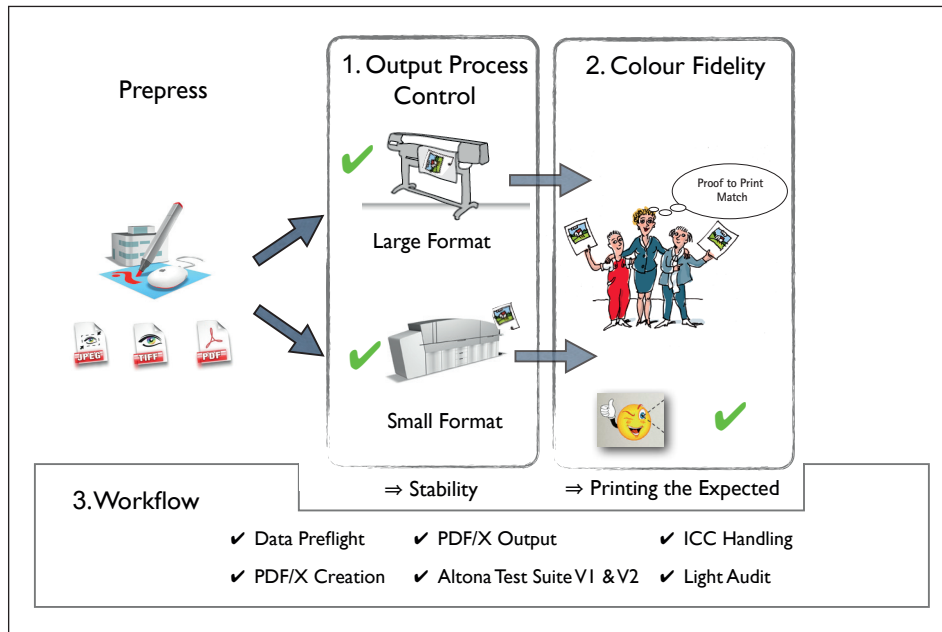 Prepress
JPEG
TIFF
PDF
1. Output Process
Control
Large Format
Small Format
⇒ Stability
2. Colour Fidelity
Proof to Print
Match
⇒ Printing the Expected
3. Workflow
✔ Data Preflight
✔ PDF/X Output
✔ ICC Handling
✔ PDF/X Creation
✔ Altona Test Suite V1 & V2
✔ Light Audit